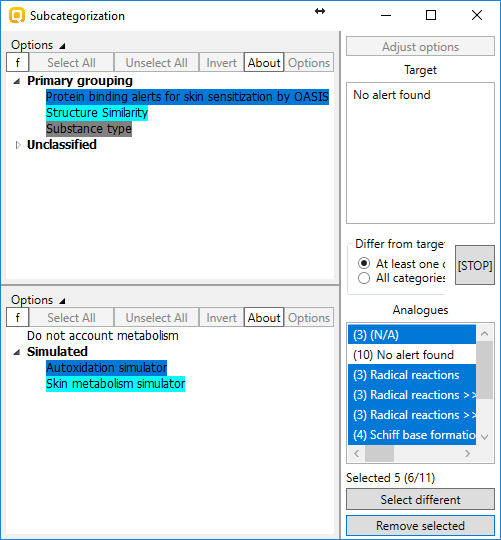 Subcategorization
Options
f Select All Unselect All Invert About Options
Primary grouping
Protein binding alerts for skin sensitization by OASIS
Structure Similarity
Substance type
Unclassified
Options
f Select All Unselect All Invert About Options
Do not account metabolism
Simulated
Autoxidation simulator
Skin metabolism simulator
Adjust options
Target
No alert found
Differ from target
At least one c
All categories
[STOP]
Analogues
(3) (N/A)
(10) No alert found
(3) Radical reactions
(3) Radical reactions >>
(3) Radical reactions >>
(4) Schiff base formatio
Selected 5 (6/11)
Select different
Remove selected